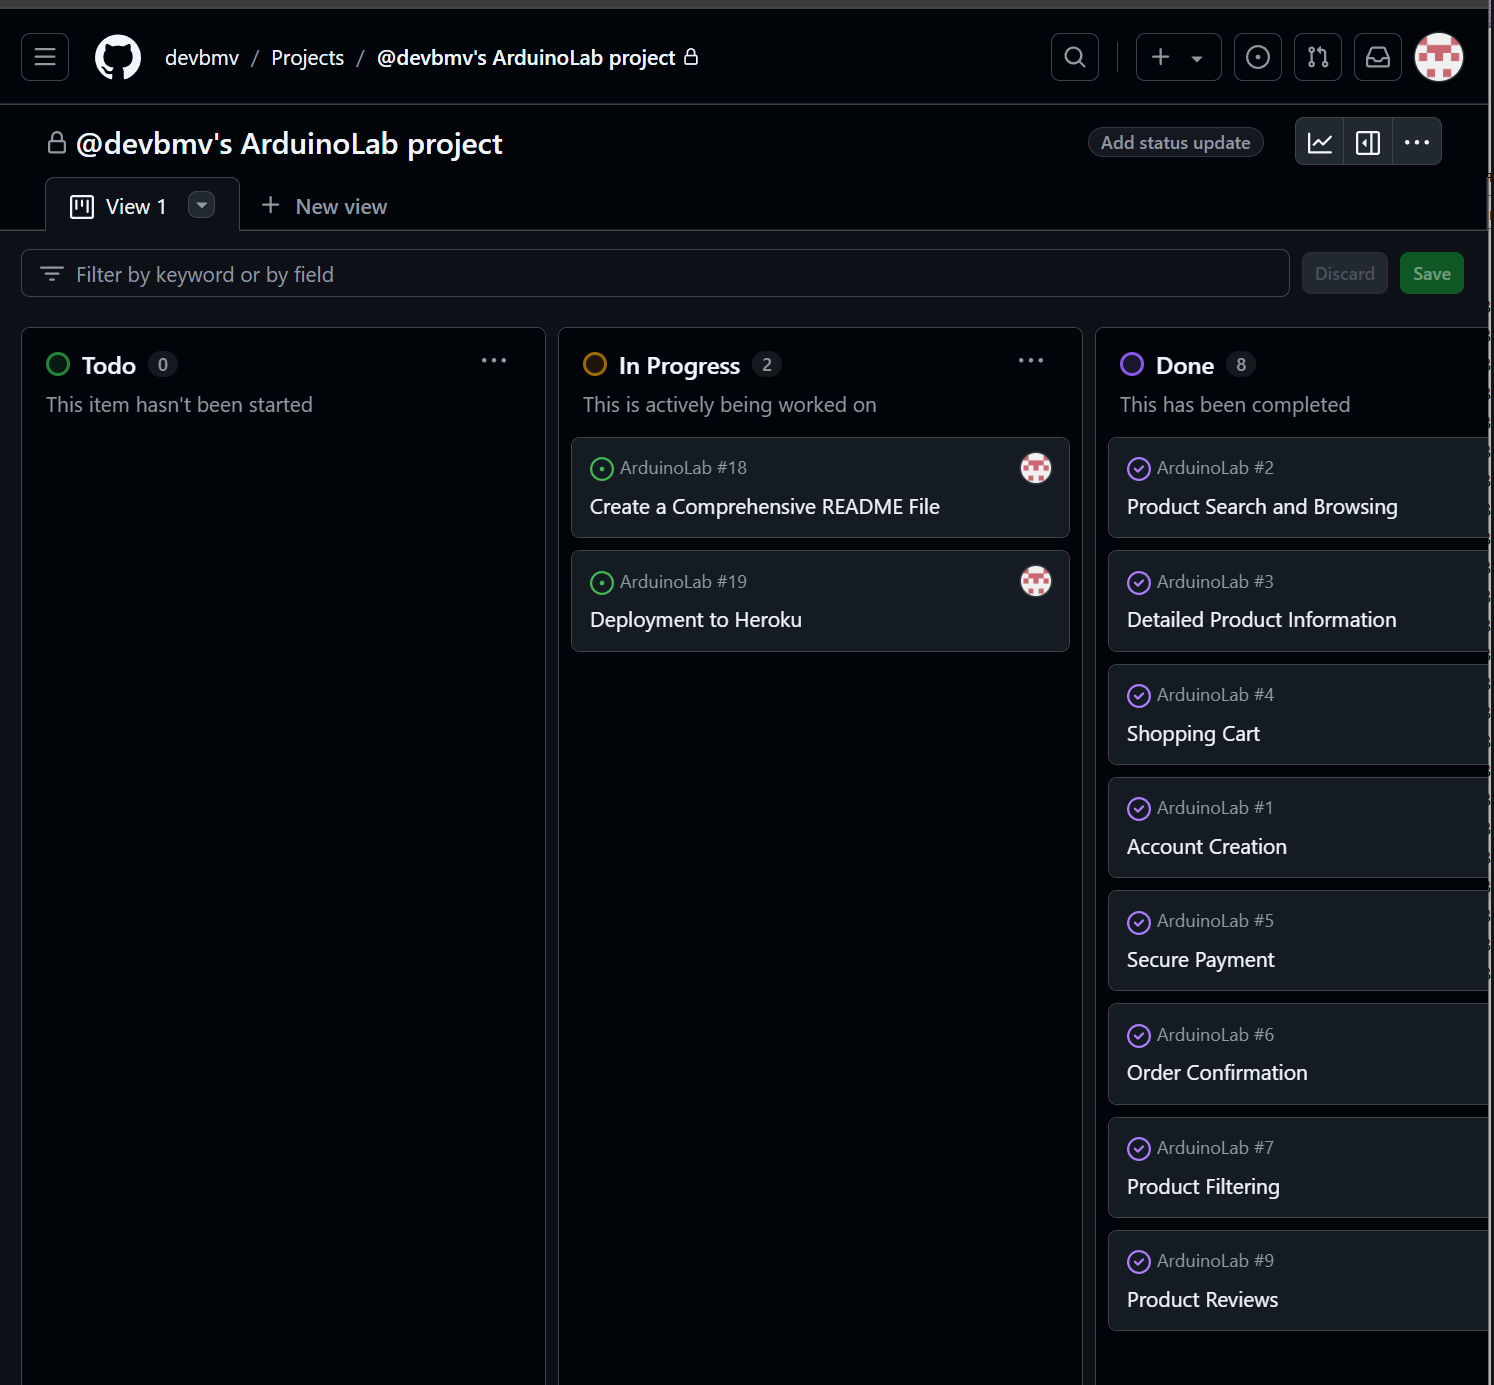 devbmv / Projects / @devbmv's ArduinoLab project
@devbmv's ArduinoLab project
Add status update
View 1
New view
Filter by keyword or by field
Discard
Save
Todo 0
This item hasn't been started
In Progress 2
This is actively being worked on
ArduinoLab #18
Create a Comprehensive README File
ArduinoLab #19
Deployment to Heroku
Done 8
This has been completed
ArduinoLab #2
Product Search and Browsing
ArduinoLab #3
Detailed Product Information
ArduinoLab #4
Shopping Cart
ArduinoLab #1
Account Creation
ArduinoLab #5
Secure Payment
ArduinoLab #6
Order Confirmation
ArduinoLab #7
Product Filtering
ArduinoLab #9
Product Reviews